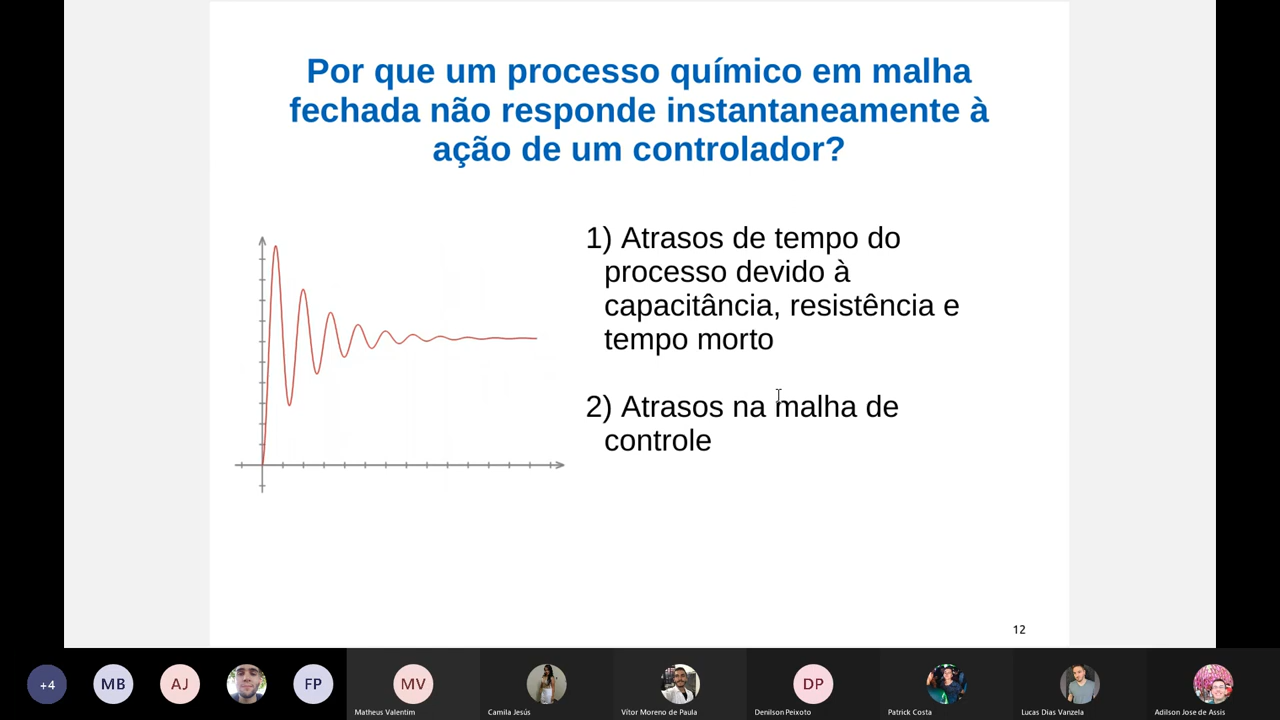 Por que um processo químico em malha
fechada não responde instantaneamente à
ação de um controlador?
1) Atrasos de tempo do
processo devido à
capacitância, resistência e
tempo morto
2) Atrasos na malha de
controle
12
+4
MB
AJ
FP
MV
DP
Matheus Valentim
Camila Jesús
Vítor Moreno de Paula
Denilson Peixoto
Patrick Costa
Lucas Dias Vanzela
Adilson Jose de Assis